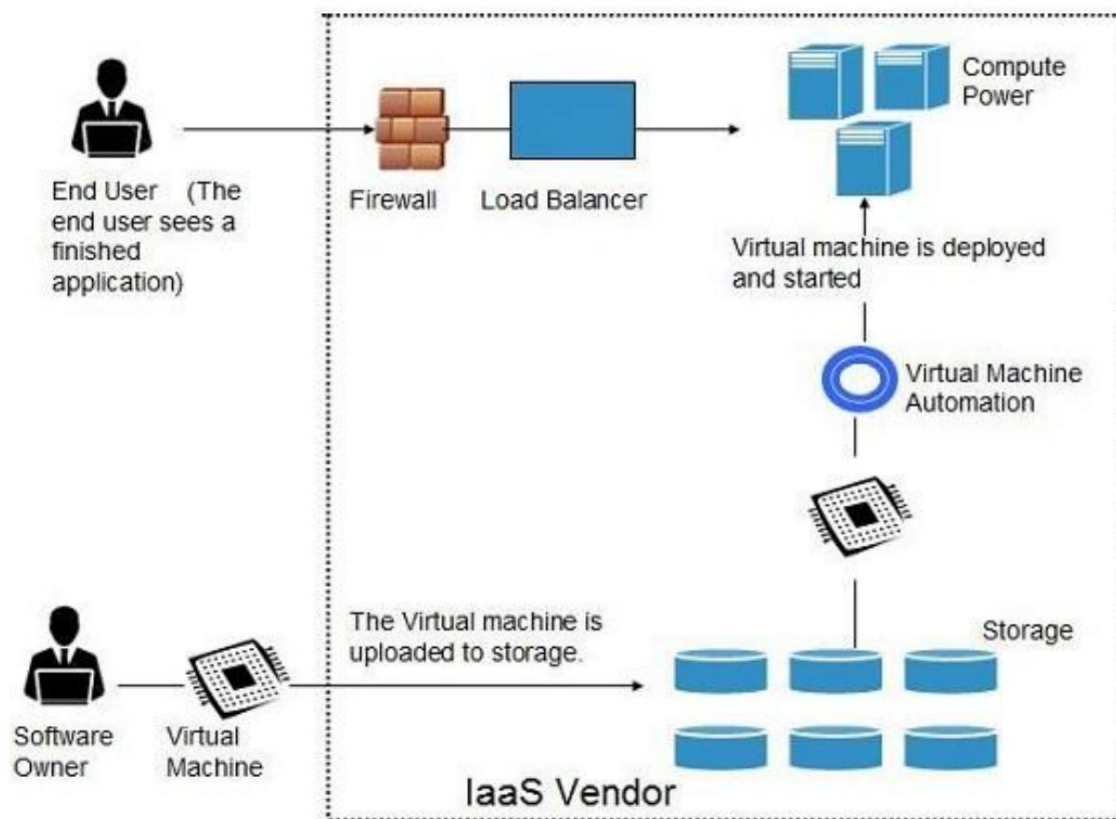 Compute
Power
End User (The
end user sees a
finished
application)
Firewall
Load Balancer
Virtual machine is deployed
and started
Virtual Machine
Automation
The Virtual machine is
uploaded to storage.
Storage
Software
Owner
Virtual
Machine
IaaS Vendor